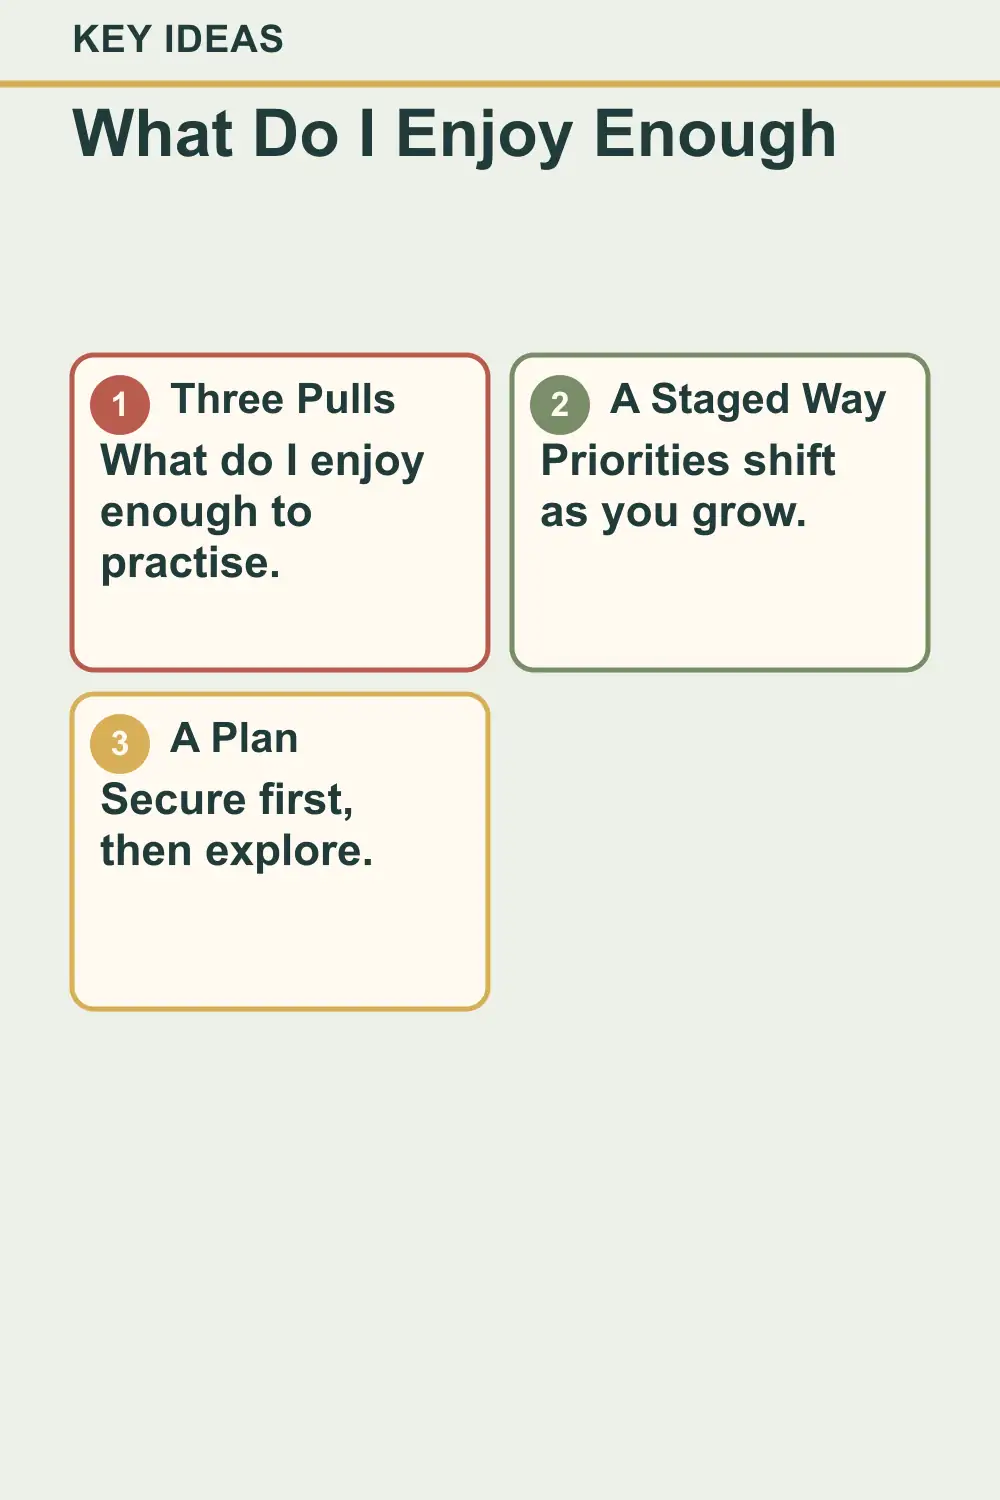 KEY IDEAS
What Do I Enjoy Enough
1 Three Pulls
What do I enjoy
enough to
practise.
2 A Staged Way
Priorities shift
as you grow.
3 A Plan
Secure first,
then explore.